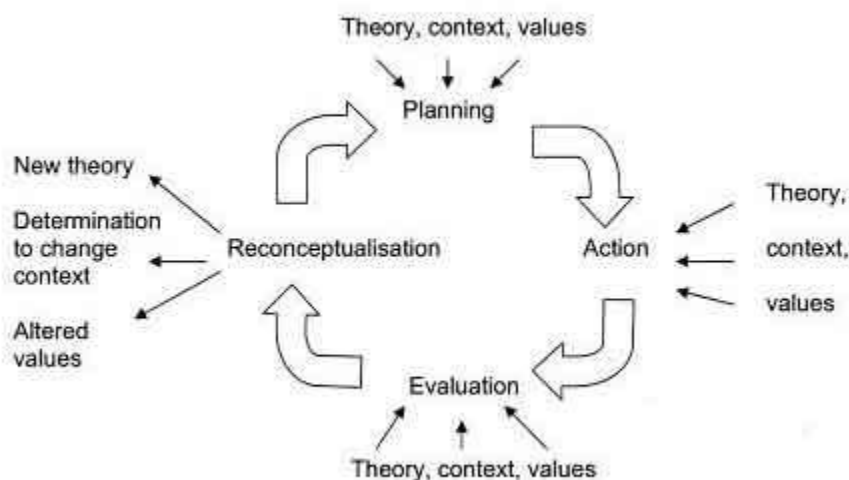 Theory, context, values
Planning
New theory
Determination
to change
context
Altered
values
Reconceptualisation
Action
Theory,
context,
values
Evaluation
Theory, context, values